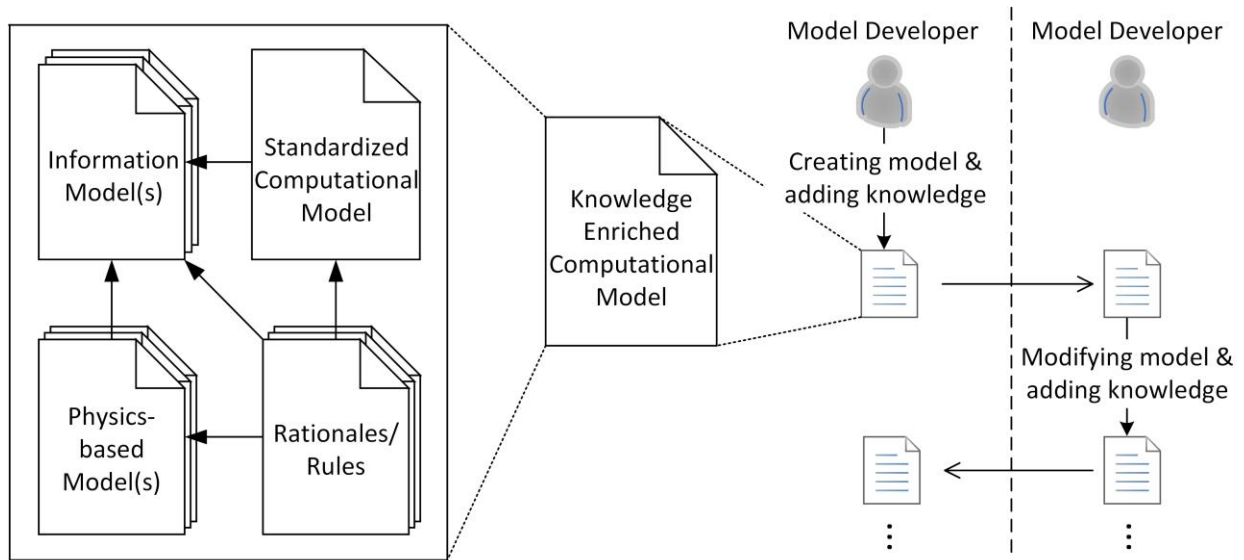 Information
Model(s)
Standardized
Computational
Model
Physics-
based
Model(s)
Rationales/
Rules
Knowledge
Enriched
Computational
Model
Model Developer
Creating model &
adding knowledge
Model Developer
Modifying model &
adding knowledge